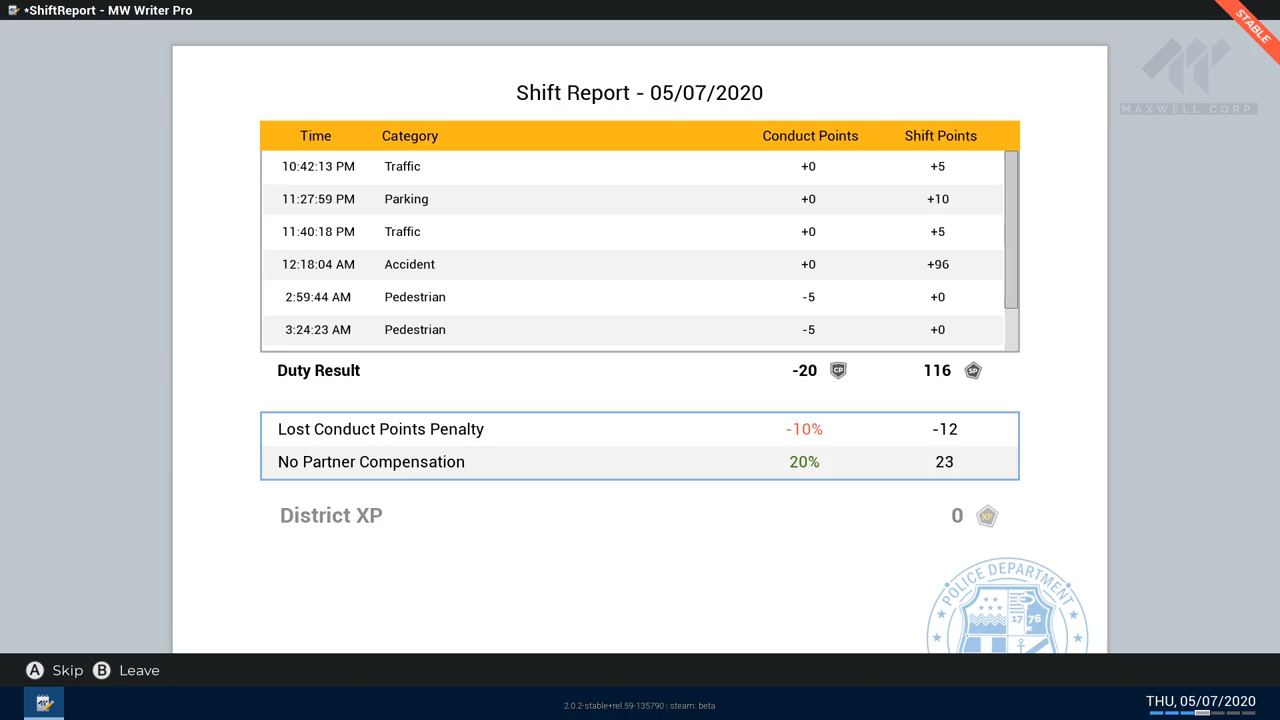 *ShiftReport - MW Writer Pro
STABLE
MAXWELL CORP.
Shift Report - 05/07/2020
Time Category Conduct Points Shift Points
10:42:13 PM Traffic +0 +5
11:27:59 PM Parking +0 +10
11:40:18 PM Traffic +0 +5
12:18:04 AM Accident +0 +96
2:59:44 AM Pedestrian -5 +0
3:24:23 AM Pedestrian -5 +0
Duty Result -20 CP 116 SP
Lost Conduct Points Penalty -10% -12
No Partner Compensation 20% 23
District XP 0 XP
POLICE DEPARTMENT
1776
A Skip B Leave
2.0.2-stable+rel.59-135790 | steam: beta
THU, 05/07/2020